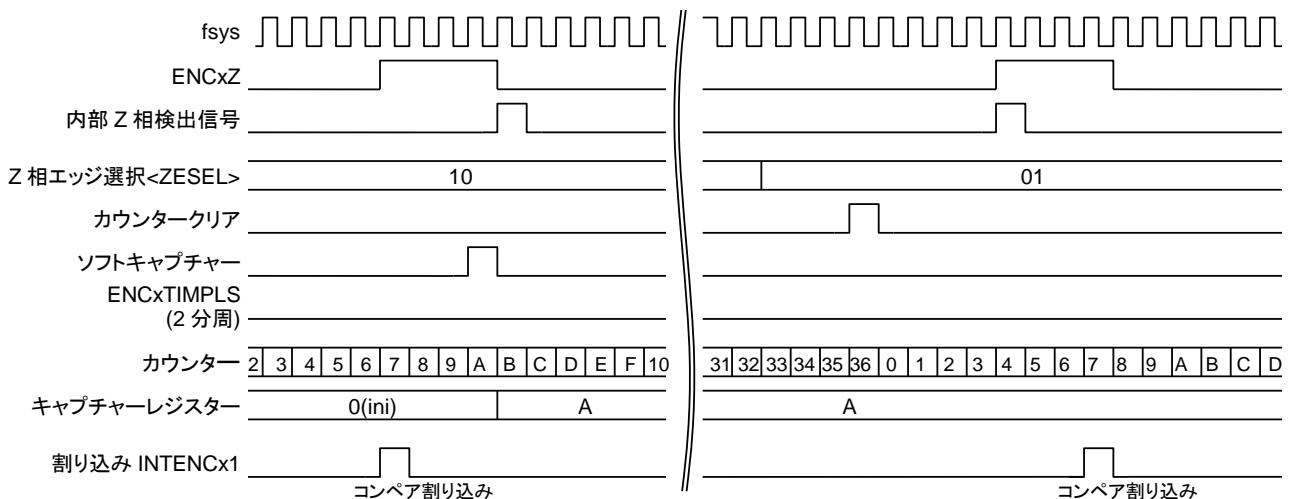 fsys
ENCxZ
内部 Z 相検出信号
Z 相エッジ選択<ZESEL> 10 01
カウンタークリア
ソフトキャプチャー
ENCxTIMPLS
(2 分周)
カウンター 2 3 4 5 6 7 8 9 A B C D E F 10 31 32 33 34 35 36 0 1 2 3 4 5 6 7 8 9 A B C D
キャプチャーレジスター 0(ini) A A
割り込み INTENCx1
コンペア割り込み コンペア割り込み